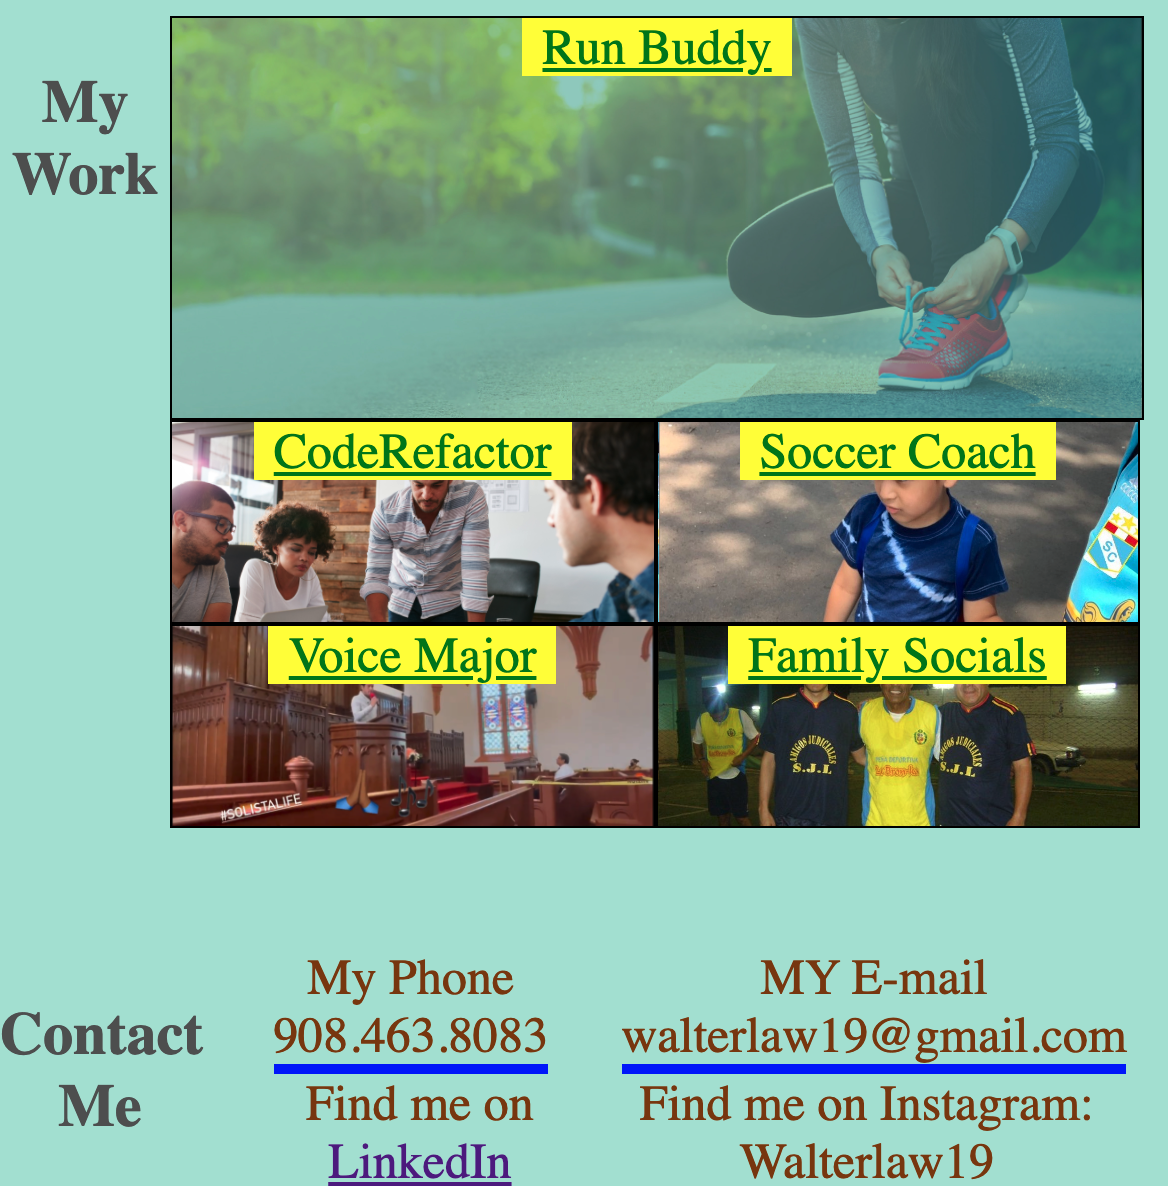 My
Work
Run Buddy
CodeRefactor
Soccer Coach
SC
Voice Major
#SOLISTALIFE
Family Socials
AMIGOS JUDICIALES
S.J.L
AMIGOS JUDICIALES
S.J.L
Contact
Me
My Phone
908.463.8083
Find me on
LinkedIn
MY E-mail
walterlaw19@gmail.com
Find me on Instagram:
Walterlaw19